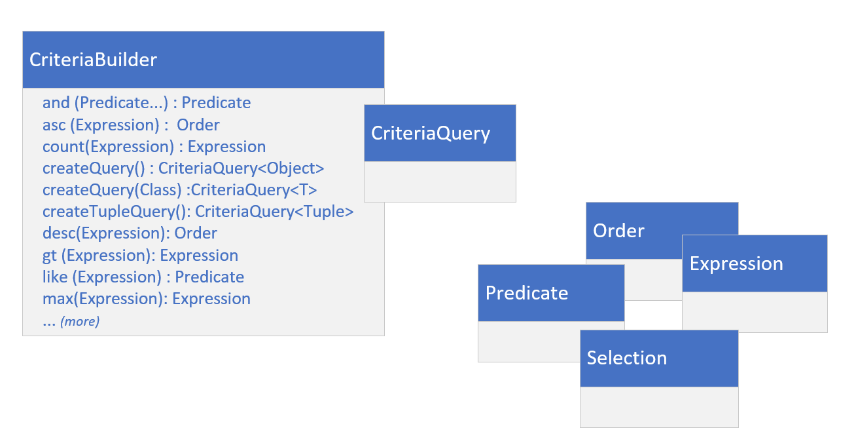 CriteriaBuilder
and (Predicate...) : Predicate
asc (Expression) : Order
count(Expression) : Expression
createQuery() : CriteriaQuery<Object>
createQuery(Class) :CriteriaQuery<T>
createTupleQuery(): CriteriaQuery<Tuple>
desc(Expression): Order
gt (Expression): Expression
like (Expression) : Predicate
max(Expression): Expression
... (more)
CriteriaQuery
Order
Expression
Predicate
Selection